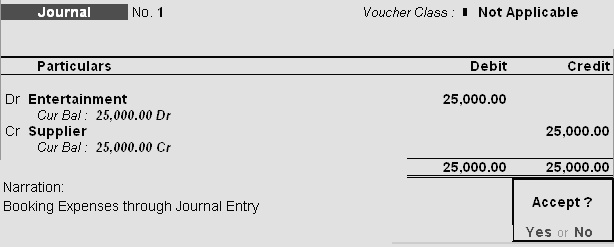 Journal No. 1 Voucher Class : Not Applicable
Particulars Debit Credit
Dr Entertainment 25,000.00
Cur Bal : 25,000.00 Dr
Cr Supplier 25,000.00
Cur Bal : 25,000.00 Cr
25,000.00 25,000.00
Narration:
Booking Expenses through Journal Entry
Accept ?
Yes or No